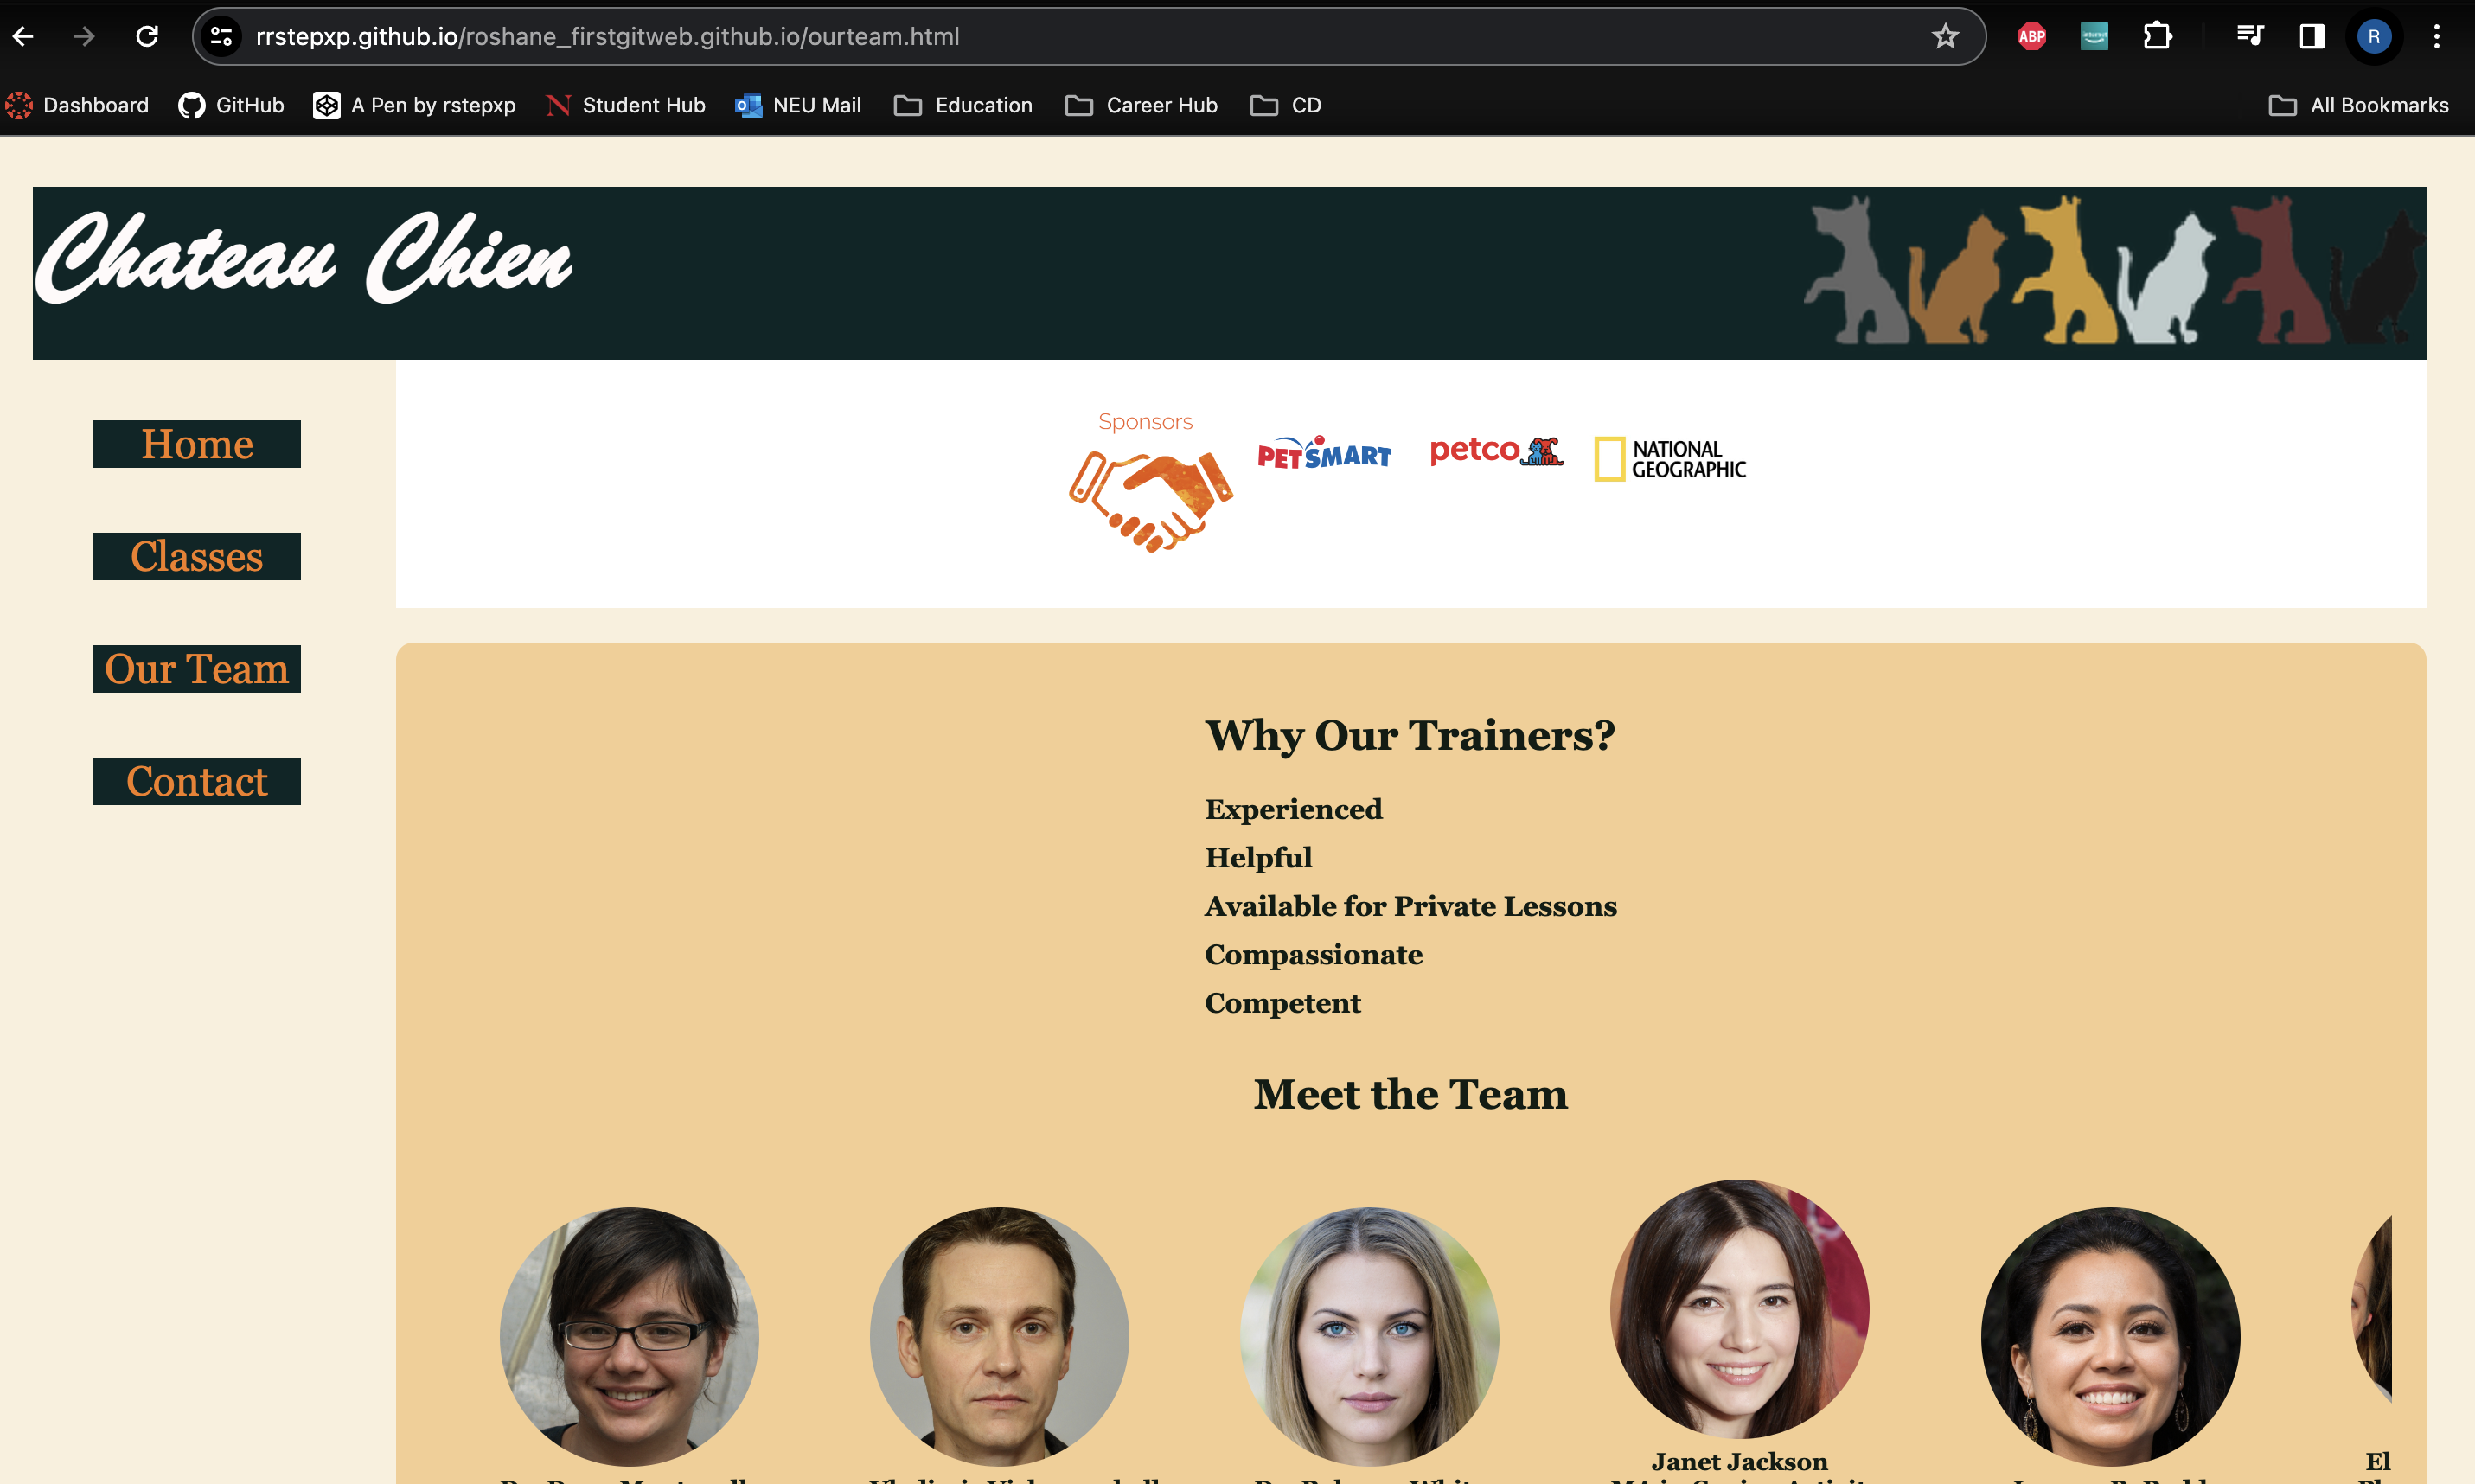 rrstepxp.github.io/roshane_firstgitweb.github.io/ourteam.html
ABP
R
Dashboard GitHub A Pen by rstepxp Student Hub NEU Mail Education Career Hub CD All Bookmarks
Chateau Chien
Home
Classes
Our Team
Contact
Sponsors
PETSMART petco NATIONAL GEOGRAPHIC
Why Our Trainers?
Experienced
Helpful
Available for Private Lessons
Compassionate
Competent
Meet the Team
Janet Jackson
El